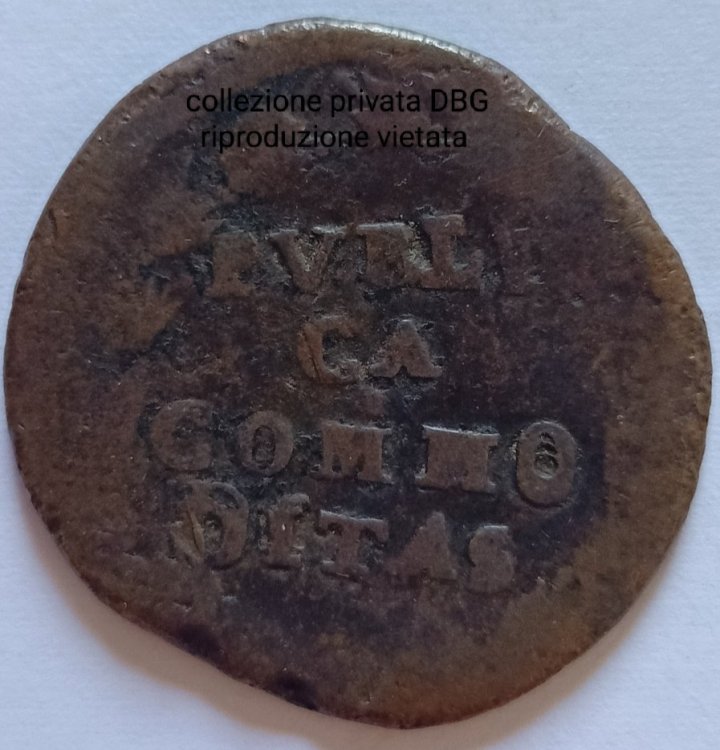 collezione privata DBG
riproduzione vietata
PVBLI
CA
COMMO
DITAS